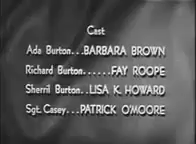 Cast
Ada Burton...BARBARA BROWN
Richard Burton......FAY ROOPE
Sherril Burton..LISA K. HOWARD
Sgt. Casey...PATRICK O'MOORE